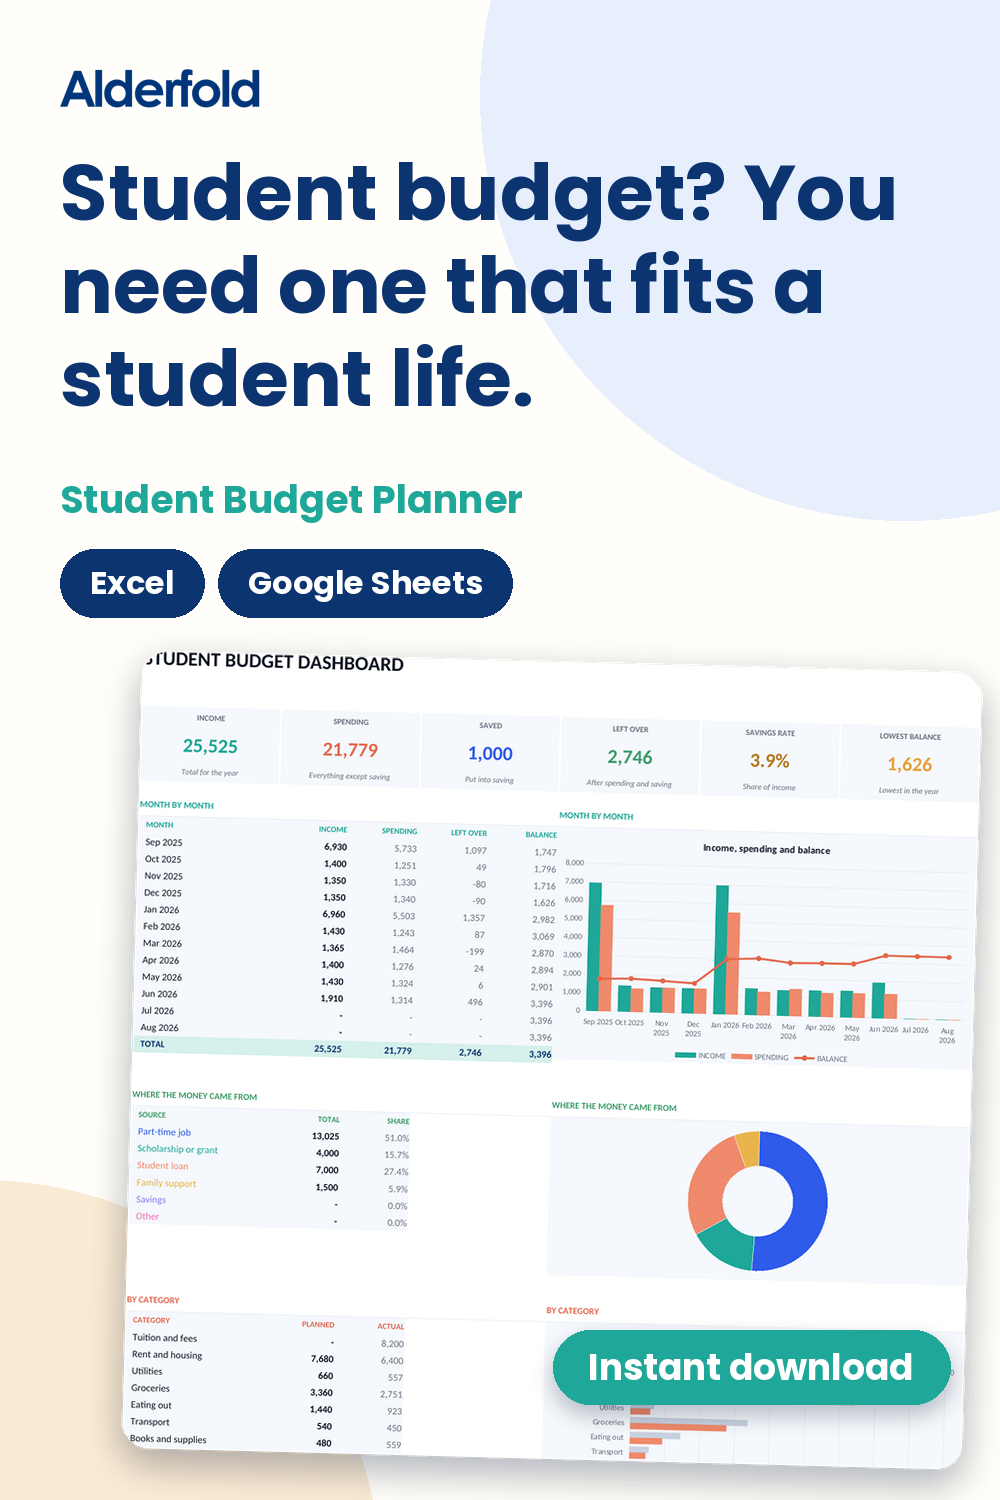 Alderfold
Student budget? You
need one that fits a
student life.
Student Budget Planner
Excel
Google Sheets
STUDENT BUDGET DASHBOARD
INCOME
25,525
Total for the year
SPENDING
21,779
Everything except saving
SAVED
1,000
Put into saving
LEFT OVER
2,746
After spending and saving
SAVINGS RATE
3.9%
Share of income
LOWEST BALANCE
1,626
Lowest in the year
MONTH BY MONTH
MONTH INCOME SPENDING LEFT OVER BALANCE
Sep 2025 6,930 5,733 1,097 1,747
Oct 2025 1,400 1,251 49 1,796
Nov 2025 1,350 1,330 -80 1,716
Dec 2025 1,350 1,340 -90 1,626
Jan 2026 6,960 5,503 1,357 2,982
Feb 2026 1,430 1,243 87 3,069
Mar 2026 1,365 1,464 -199 2,870
Apr 2026 1,400 1,276 24 2,894
May 2026 1,430 1,324 6 2,901
Jun 2026 1,910 1,314 496 3,396
Jul 2026 - - - 3,396
Aug 2026 - - - 3,396
TOTAL 25,525 21,779 2,746 3,396
MONTH BY MONTH
Income, spending and balance
8,000
7,000
6,000
5,000
4,000
3,000
2,000
1,000
0
Sep 2025 Oct 2025 Nov 2025 Dec 2025 Jan 2026 Feb 2026 Mar 2026 Apr 2026 May 2026 Jun 2026 Jul 2026 Aug 2026
INCOME SPENDING BALANCE
WHERE THE MONEY CAME FROM
SOURCE TOTAL SHARE
Part-time job 13,025 51.0%
Scholarship or grant 4,000 15.7%
Student loan 7,000 27.4%
Family support 1,500 5.9%
Savings - 0.0%
Other - 0.0%
WHERE THE MONEY CAME FROM
BY CATEGORY
CATEGORY PLANNED ACTUAL
Tuition and fees - 8,200
Rent and housing 7,680 6,400
Utilities 660 557
Groceries 3,360 2,751
Eating out 1,440 923
Transport 540 450
Books and supplies 480 559
BY CATEGORY
Instant download
Utilities
Groceries
Eating out
Transport